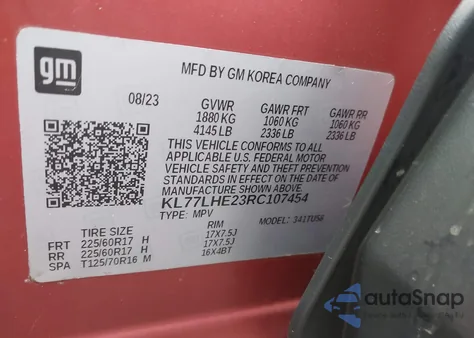 gm
MFD BY GM KOREA COMPANY
08/23 GVWR GAWR FRT GAWR RR
1880 KG 1060 KG 1060 KG
4145 LB 2336 LB 2336 LB
THIS VEHICLE CONFORMS TO ALL
APPLICABLE U.S. FEDERAL MOTOR
VEHICLE SAFETY AND THEFT PREVENTION
STANDARDS IN EFFECT ON THE DATE OF
MANUFACTURE SHOWN ABOVE.
KL77LHE23RC107454
TYPE: MPV MODEL: 341TU56
TIRE SIZE RIM
FRT 225/60R17 H 17X7.5J
RR 225/60R17 H 17X7.5J
SPA T125/70R16 M 16X4BT
autoSnap